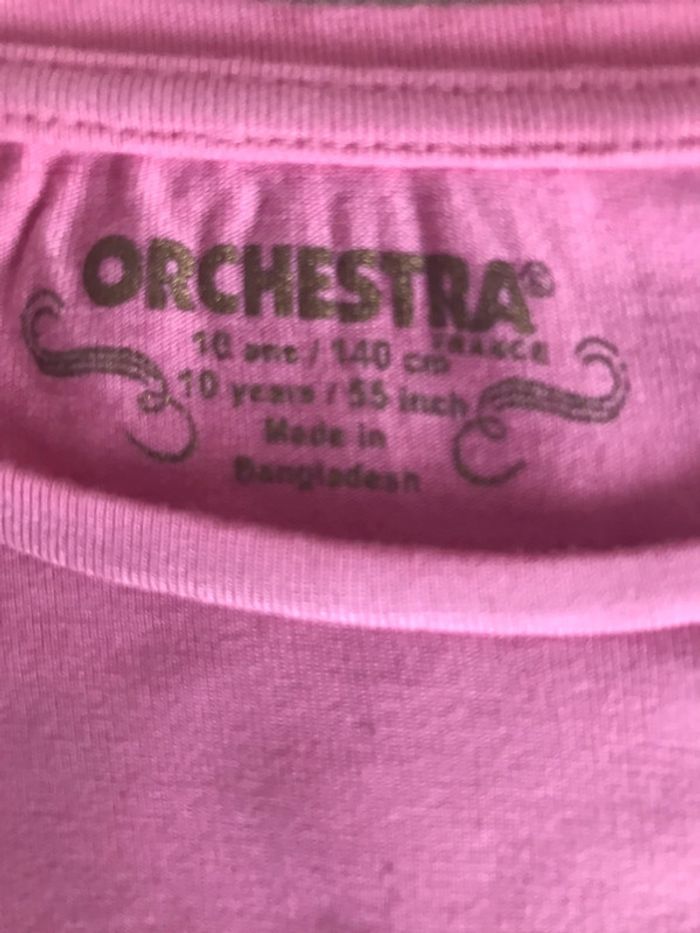 ORCHESTRA®
FRANCE
10 ans / 140 cm
10 years / 55 inch
Made in
Bangladesh